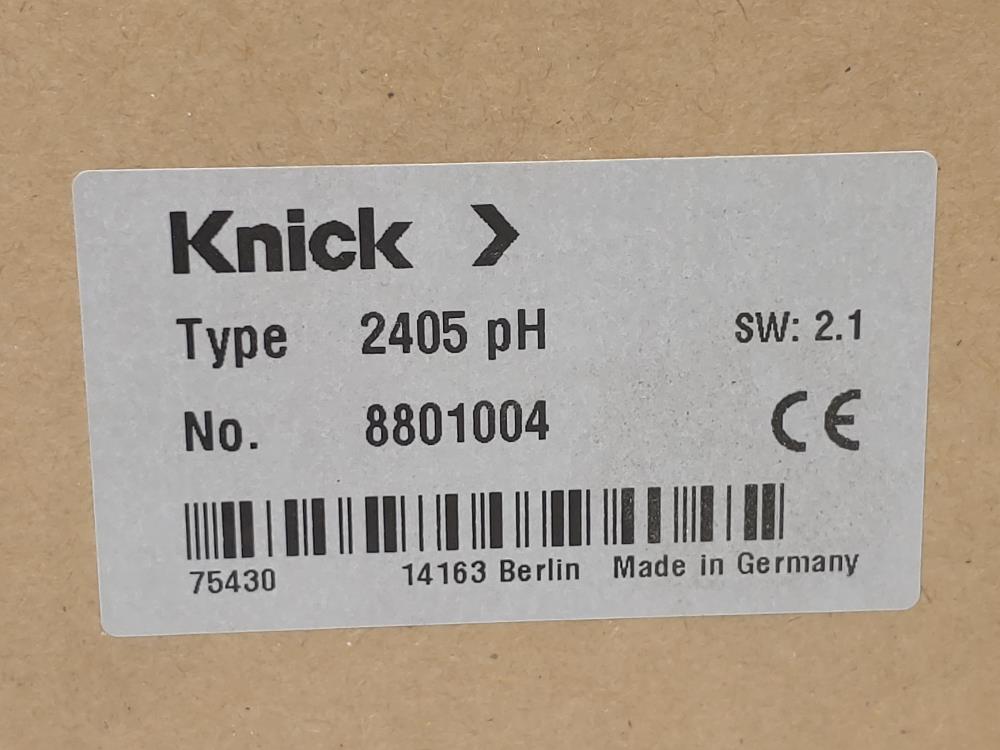 Knick >
Type 2405 pH SW: 2.1
No. 8801004 CE
75430 14163 Berlin Made in Germany